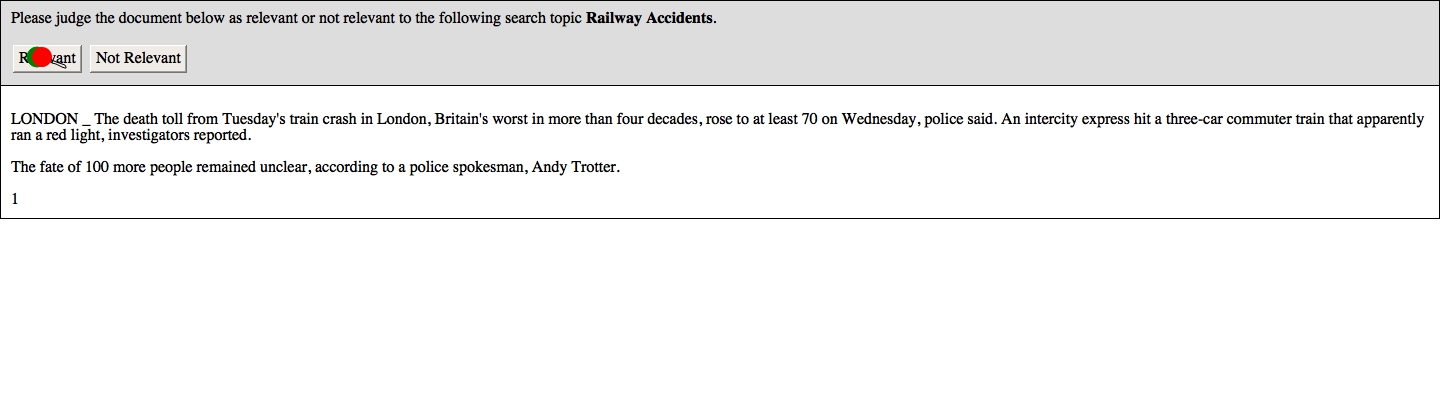 Please judge the document below as relevant or not relevant to the following search topic Railway Accidents.
Not Relevant
LONDON _ The death toll from Tuesday's train crash in London, Britain's worst in more than four decades, rose to at least 70 on Wednesday, police said. An intercity express hit a three-car commuter train that apparently
ran a red light, investigators reported.
The fate of 100 more people remained unclear, according to a police spokesman, Andy Trotter.
1